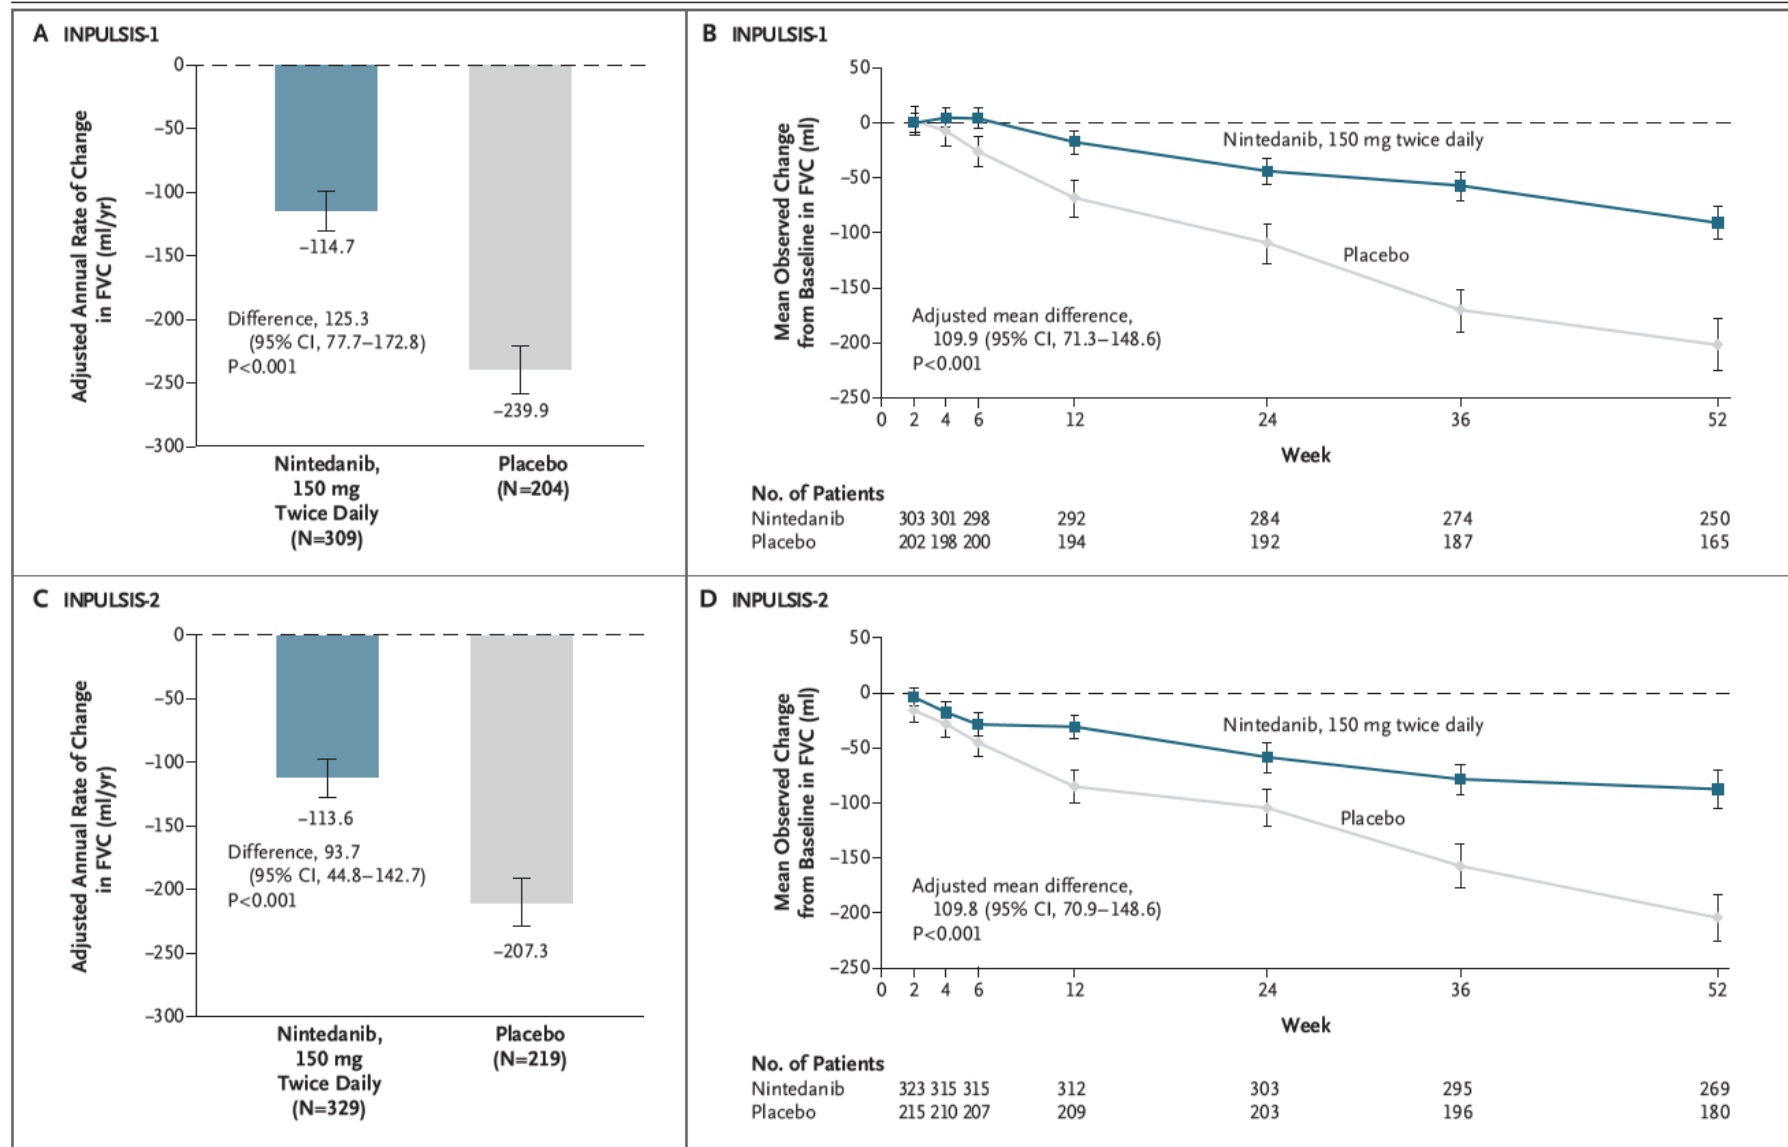 A INPULSIS-1
Adjusted Annual Rate of Change
in FVC (ml/yr)
0
–50
–100
–150
–200
–250
–300
–114.7
–239.9
Difference, 125.3
(95% CI, 77.7–172.8)
P<0.001
Nintedanib,
150 mg
Twice Daily
(N=309)
Placebo
(N=204)
B INPULSIS-1
Mean Observed Change
from Baseline in FVC (ml)
50
0
–50
–100
–150
–200
–250
Nintedanib, 150 mg twice daily
Placebo
Adjusted mean difference,
109.9 (95% CI, 71.3–148.6)
P<0.001
0 2 4 6 12 24 36 52
Week
No. of Patients
Nintedanib 303 301 298 292 284 274 250
Placebo 202 198 200 194 192 187 165
C INPULSIS-2
Adjusted Annual Rate of Change
in FVC (ml/yr)
0
–50
–100
–150
–200
–250
–300
–113.6
–207.3
Difference, 93.7
(95% CI, 44.8–142.7)
P<0.001
Nintedanib,
150 mg
Twice Daily
(N=329)
Placebo
(N=219)
D INPULSIS-2
Mean Observed Change
from Baseline in FVC (ml)
50
0
–50
–100
–150
–200
–250
Nintedanib, 150 mg twice daily
Placebo
Adjusted mean difference,
109.8 (95% CI, 70.9–148.6)
P<0.001
0 2 4 6 12 24 36 52
Week
No. of Patients
Nintedanib 323 315 315 312 303 295 269
Placebo 215 210 207 209 203 196 180